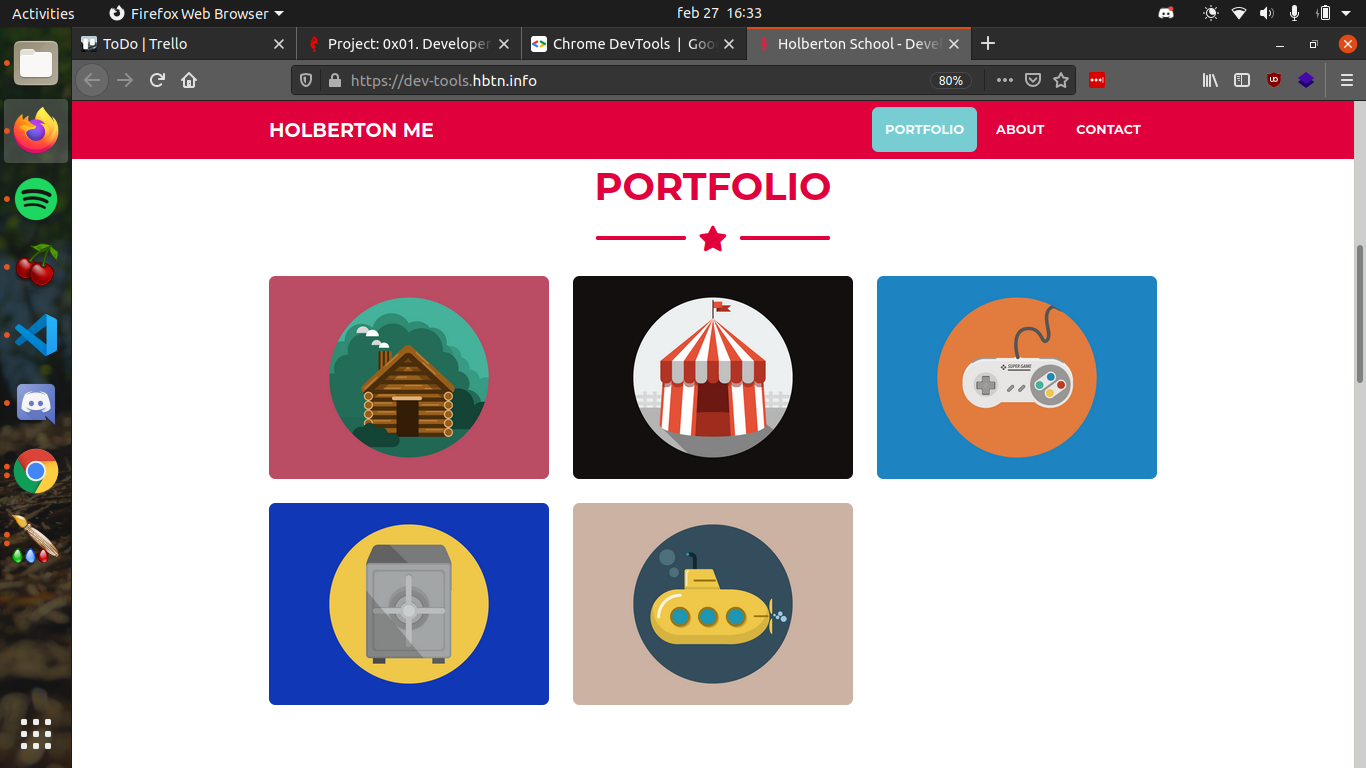 Activities Firefox Web Browser feb 27 16:33
ToDo | Trello Project: 0x01. Developer Chrome DevTools | Goo Holberton School - Devel
https://dev-tools.hbtn.info 80%
HOLBERTON ME PORTFOLIO ABOUT CONTACT
PORTFOLIO
SUPER GAME